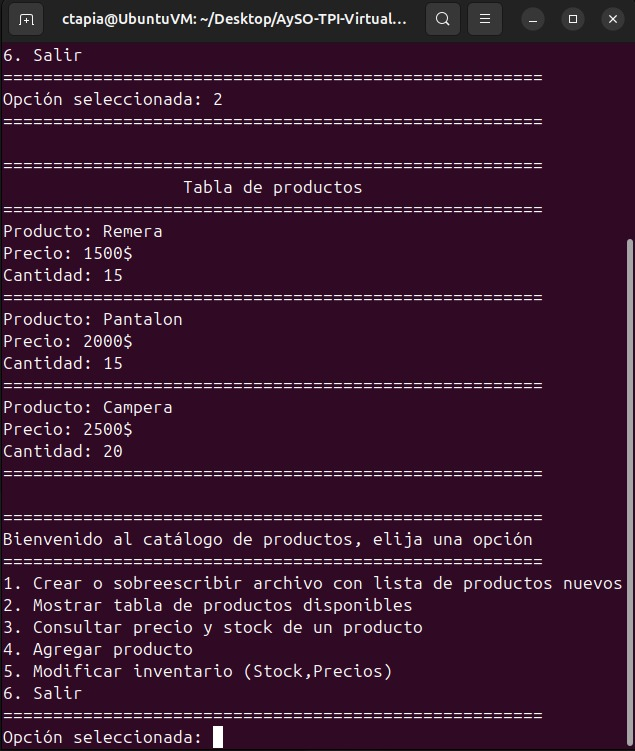 ctapia@UbuntuVM: ~/Desktop/AySO-TPI-Virtual...
6. Salir
======================================================
Opción seleccionada: 2
======================================================
======================================================
Tabla de productos
======================================================
Producto: Remera
Precio: 1500$
Cantidad: 15
======================================================
Producto: Pantalon
Precio: 2000$
Cantidad: 15
======================================================
Producto: Campera
Precio: 2500$
Cantidad: 20
======================================================
======================================================
Bienvenido al catálogo de productos, elija una opción
======================================================
1. Crear o sobreescribir archivo con lista de productos nuevos
2. Mostrar tabla de productos disponibles
3. Consultar precio y stock de un producto
4. Agregar producto
5. Modificar inventario (Stock,Precios)
6. Salir
======================================================
Opción seleccionada: